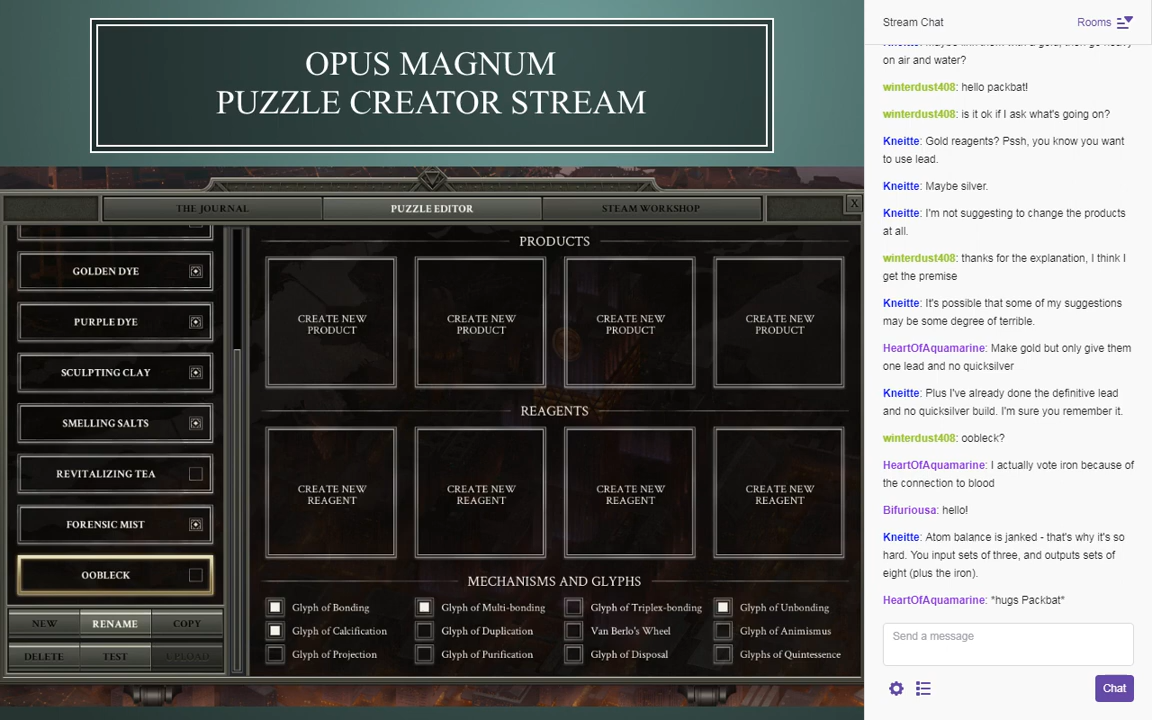 OPUS MAGNUM
PUZZLE CREATOR STREAM
THE JOURNAL
PUZZLE EDITOR
STEAM WORKSHOP
X
GOLDEN DYE
PURPLE DYE
SCULPTING CLAY
SMELLING SALTS
REVITALIZING TEA
FORENSIC MIST
OOBLECK
NEW
RENAME
COPY
DELETE
TEST
UPLOAD
PRODUCTS
CREATE NEW
PRODUCT
CREATE NEW
PRODUCT
CREATE NEW
PRODUCT
CREATE NEW
PRODUCT
REAGENTS
CREATE NEW
REAGENT
CREATE NEW
REAGENT
CREATE NEW
REAGENT
CREATE NEW
REAGENT
MECHANISMS AND GLYPHS
Glyph of Bonding
Glyph of Multi-bonding
Glyph of Triplex-bonding
Glyph of Unbonding
Glyph of Calcification
Glyph of Duplication
Van Berlo's Wheel
Glyph of Animismus
Glyph of Projection
Glyph of Purification
Glyph of Disposal
Glyphs of Quintessence
Stream Chat
Rooms
on air and water?
winterdust408: hello packbat!
winterdust408: is it ok if I ask what's going on?
Kneitte: Gold reagents? Pssh, you know you want
to use lead.
Kneitte: Maybe silver.
Kneitte: I'm not suggesting to change the products
at all.
winterdust408: thanks for the explanation, I think I
get the premise
Kneitte: It's possible that some of my suggestions
may be some degree of terrible.
HeartOfAquamarine: Make gold but only give them
one lead and no quicksilver
Kneitte: Plus I've already done the definitive lead
and no quicksilver build. I'm sure you remember it.
winterdust408: oobleck?
HeartOfAquamarine: I actually vote iron because of
the connection to blood
Bifuriousa: hello!
Kneitte: Atom balance is janked - that's why it's so
hard. You input sets of three, and outputs sets of
eight (plus the iron).
HeartOfAquamarine: *hugs Packbat*
Send a message
Chat